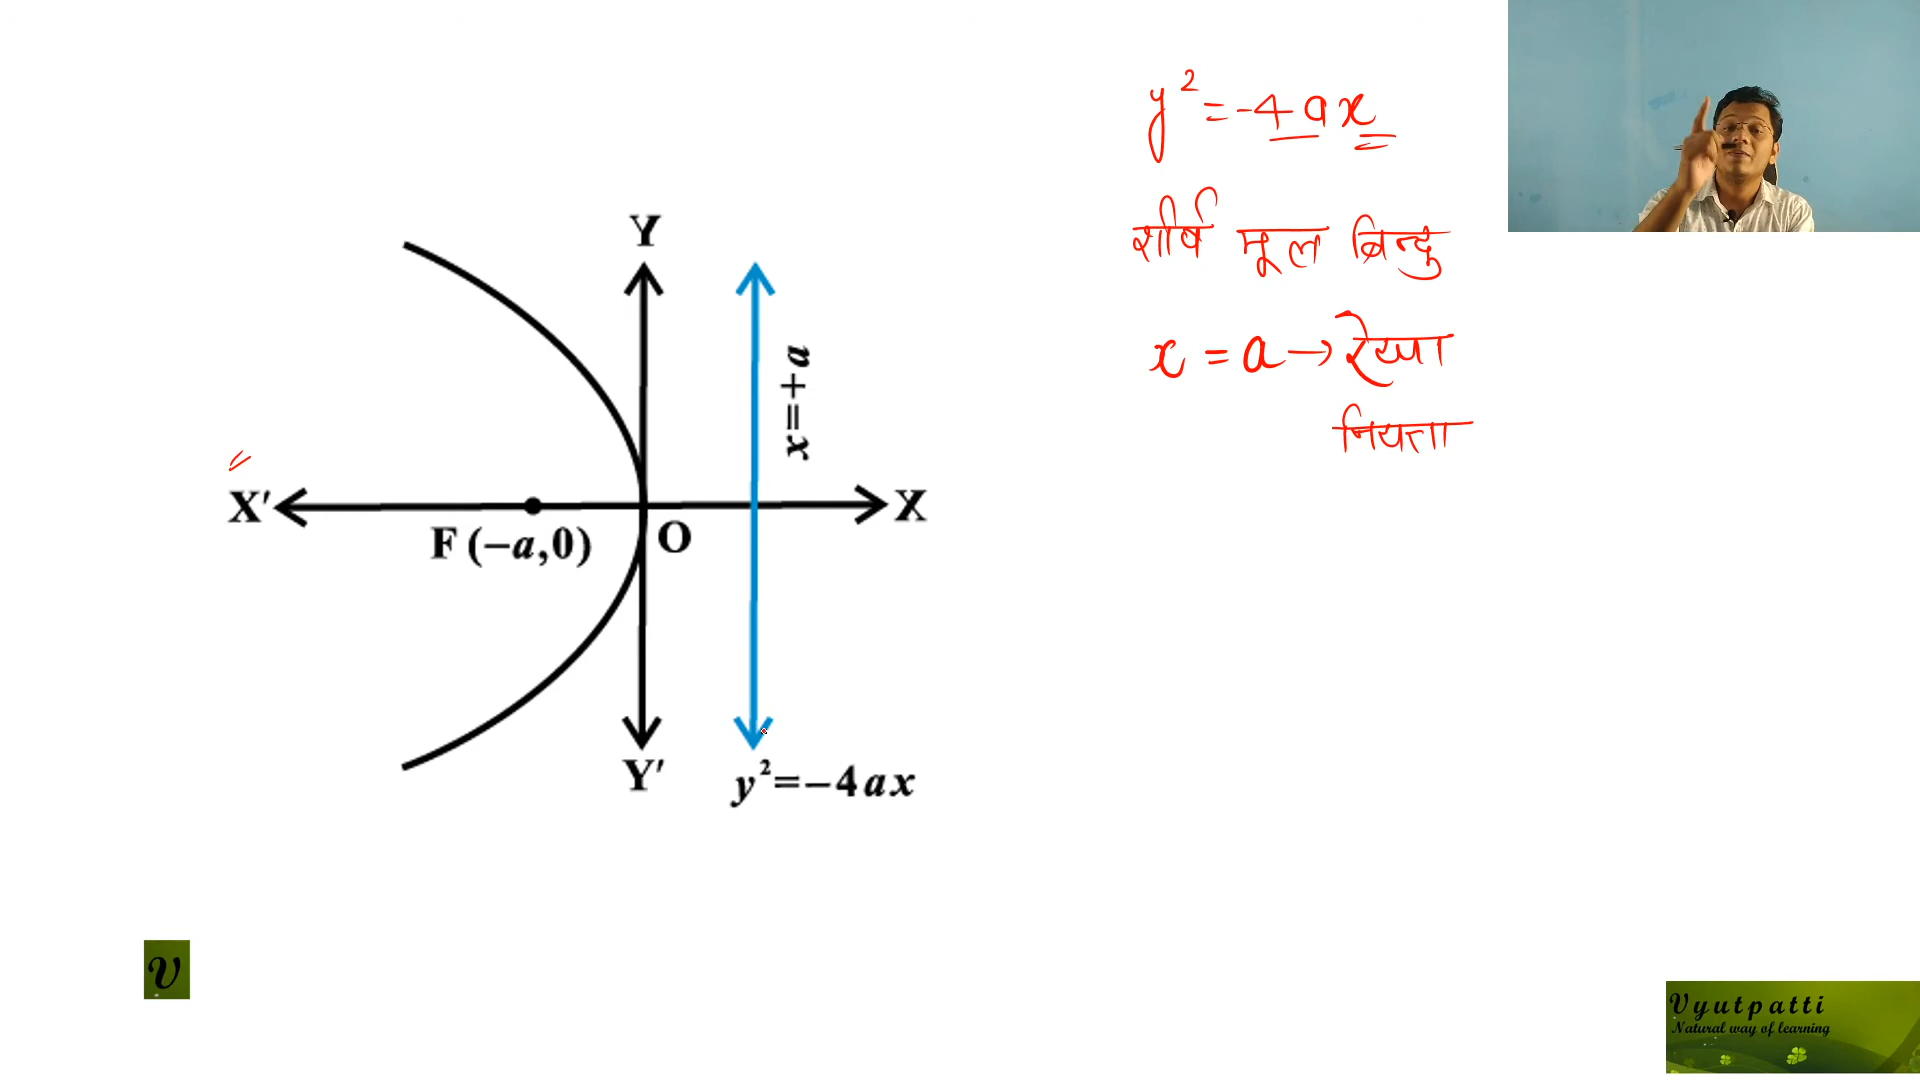 y² = -4ax
शीर्ष मूल बिन्दु
x = a → रेखा
नियता
Y
x=+a
X' X
F (−a,0) O
Y'
y²=−4ax
v
Vyutpatti
Natural way of learning